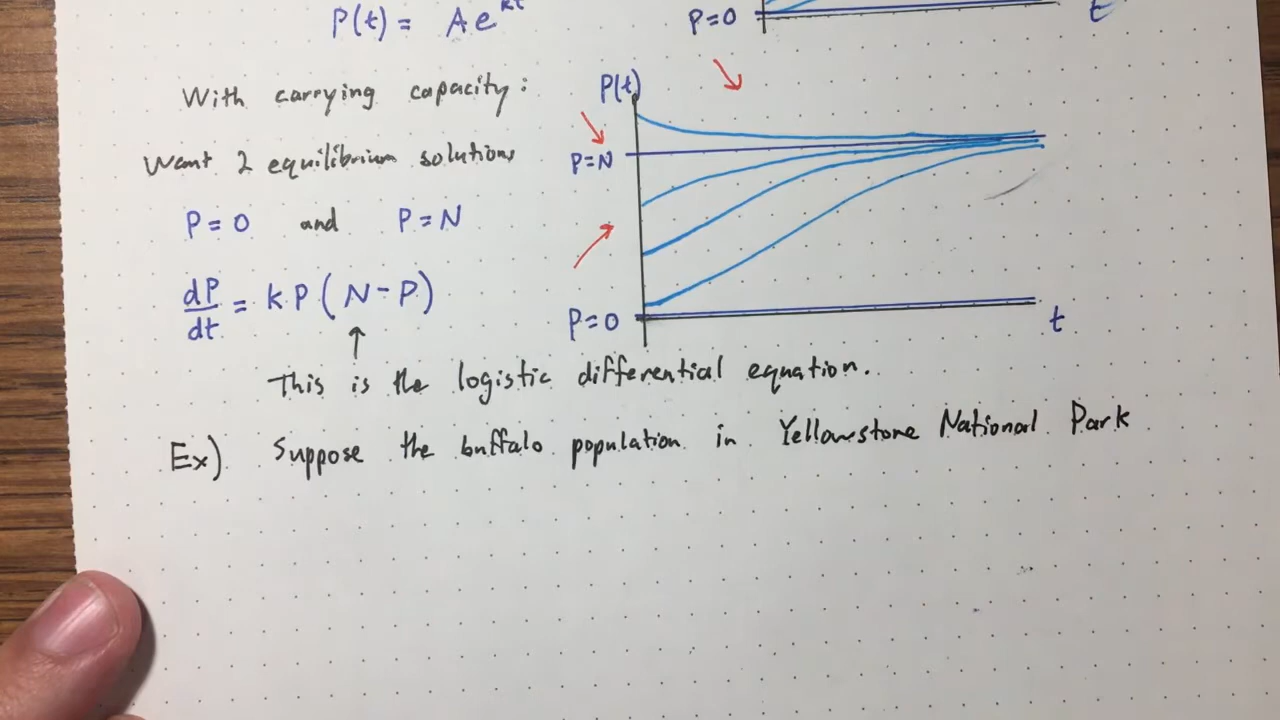 P(t) = Ae^kt
P=0
t
With carrying capacity:
P(t)
Want 2 equilibrium solutions
P=N
P=0 and P=N
dP/dt = kP(N-P)
P=0
t
This is the logistic differential equation.
Ex) Suppose the buffalo population in Yellowstone National Park